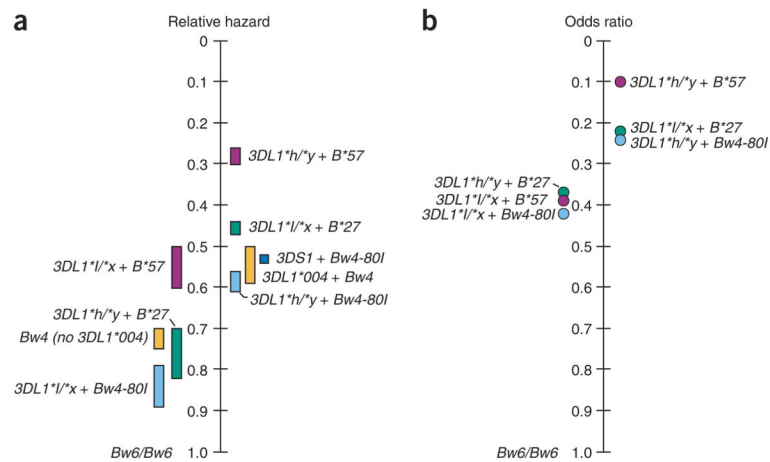 a
Relative hazard
0
0.1
0.2
0.3
0.4
0.5
0.6
0.7
0.8
0.9
1.0
3DL1*h/*y + B*57
3DL1*l/*x + B*27
3DS1 + Bw4-80I
3DL1*004 + Bw4
3DL1*h/*y + Bw4-80I
3DL1*l/*x + B*57
3DL1*h/*y + B*27
Bw4 (no 3DL1*004)
3DL1*l/*x + Bw4-80I
Bw6/Bw6
b
Odds ratio
0
0.1
0.2
0.3
0.4
0.5
0.6
0.7
0.8
0.9
1.0
3DL1*h/*y + B*57
3DL1*l/*x + B*27
3DL1*h/*y + Bw4-80I
3DL1*h/*y + B*27
3DL1*l/*x + B*57
3DL1*l/*x + Bw4-80I
Bw6/Bw6